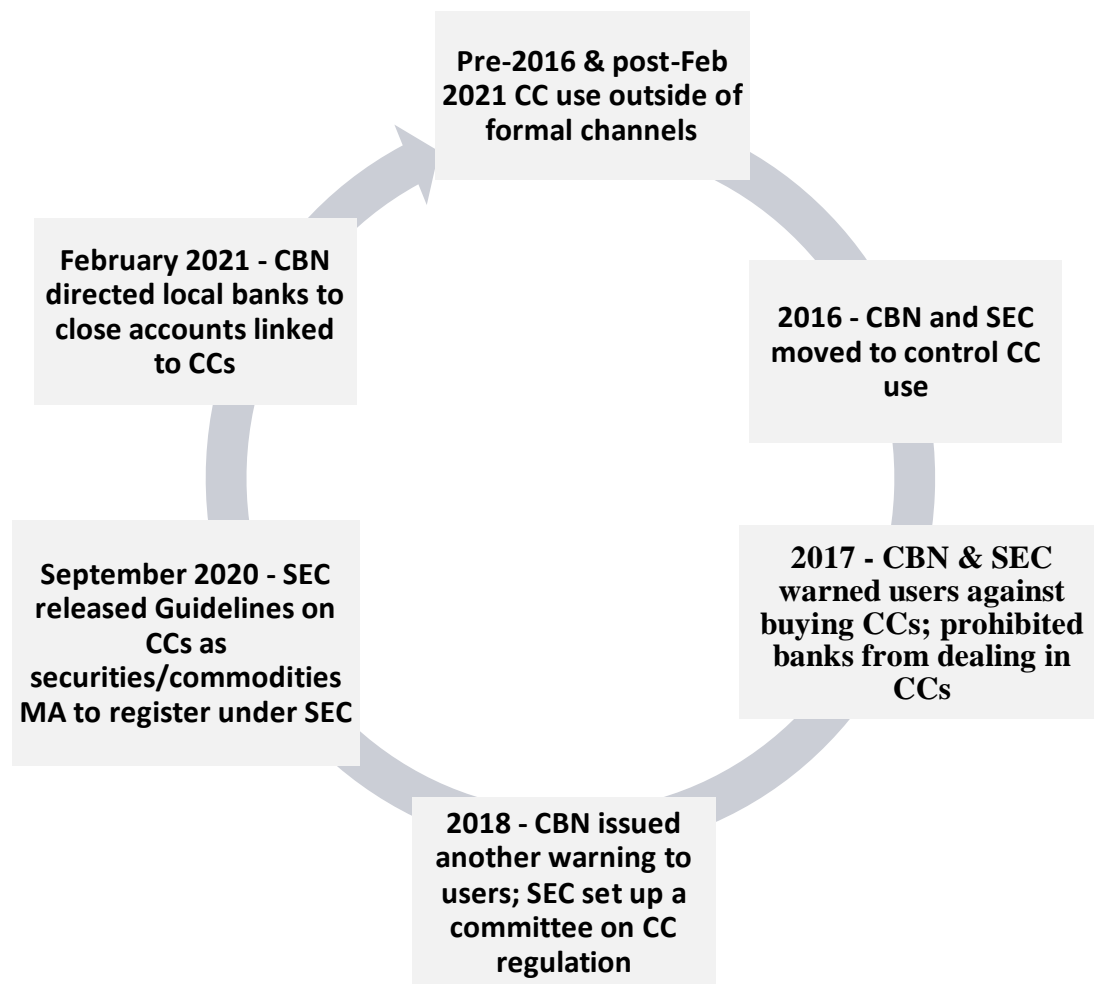 Pre-2016 & post-Feb
2021 CC use outside of
formal channels
2016 - CBN and SEC
moved to control CC
use
2017 - CBN & SEC
warned users against
buying CCs; prohibited
banks from dealing in
CCs
2018 - CBN issued
another warning to
users; SEC set up a
committee on CC
regulation
September 2020 - SEC
released Guidelines on
CCs as
securities/commodities
MA to register under SEC
February 2021 - CBN
directed local banks to
close accounts linked
to CCs